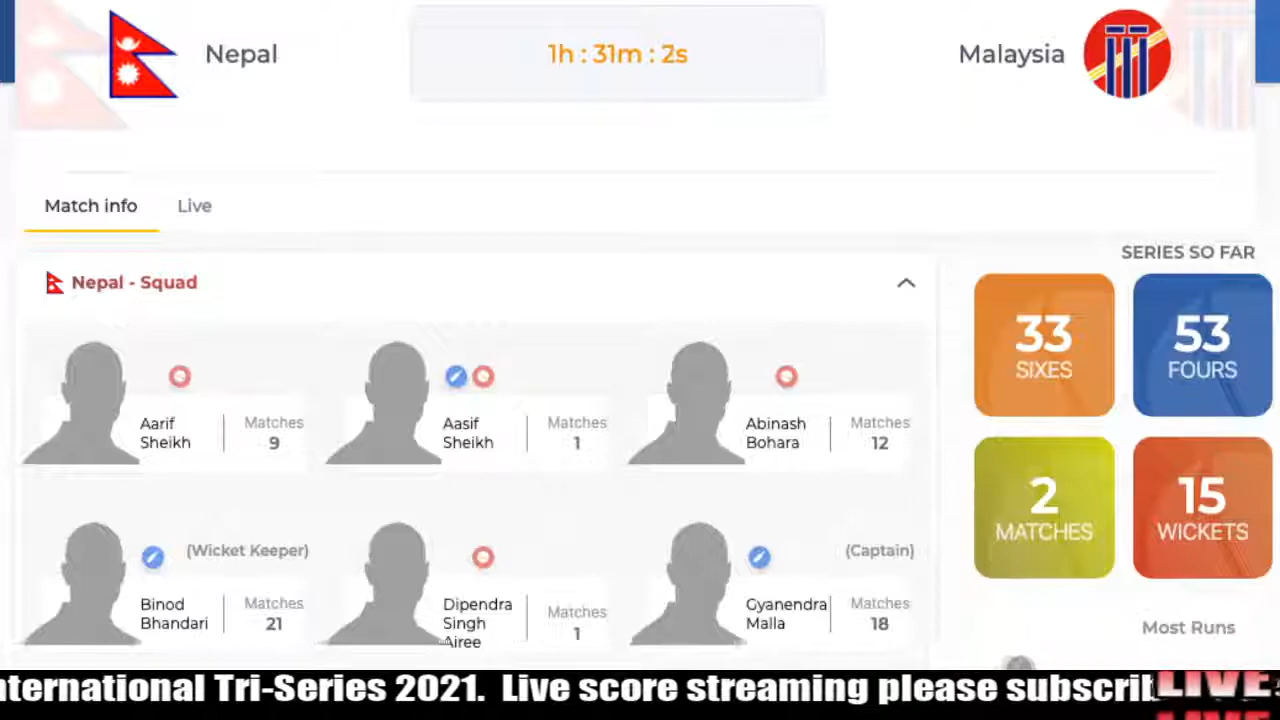 Nepal
1h : 31m : 2s
Malaysia
Match info
Live
SERIES SO FAR
Nepal - Squad
33
SIXES
53
FOURS
Aarif
Sheikh
Matches
9
Aasif
Sheikh
Matches
1
Abinash
Bohara
Matches
12
2
MATCHES
15
WICKETS
(Wicket Keeper)
Binod
Bhandari
Matches
21
Dipendra
Singh
Airee
Matches
1
(Captain)
Gyanendra
Malla
Matches
18
Most Runs
nternational Tri-Series 2021. Live score streaming please subscrib
LIVE